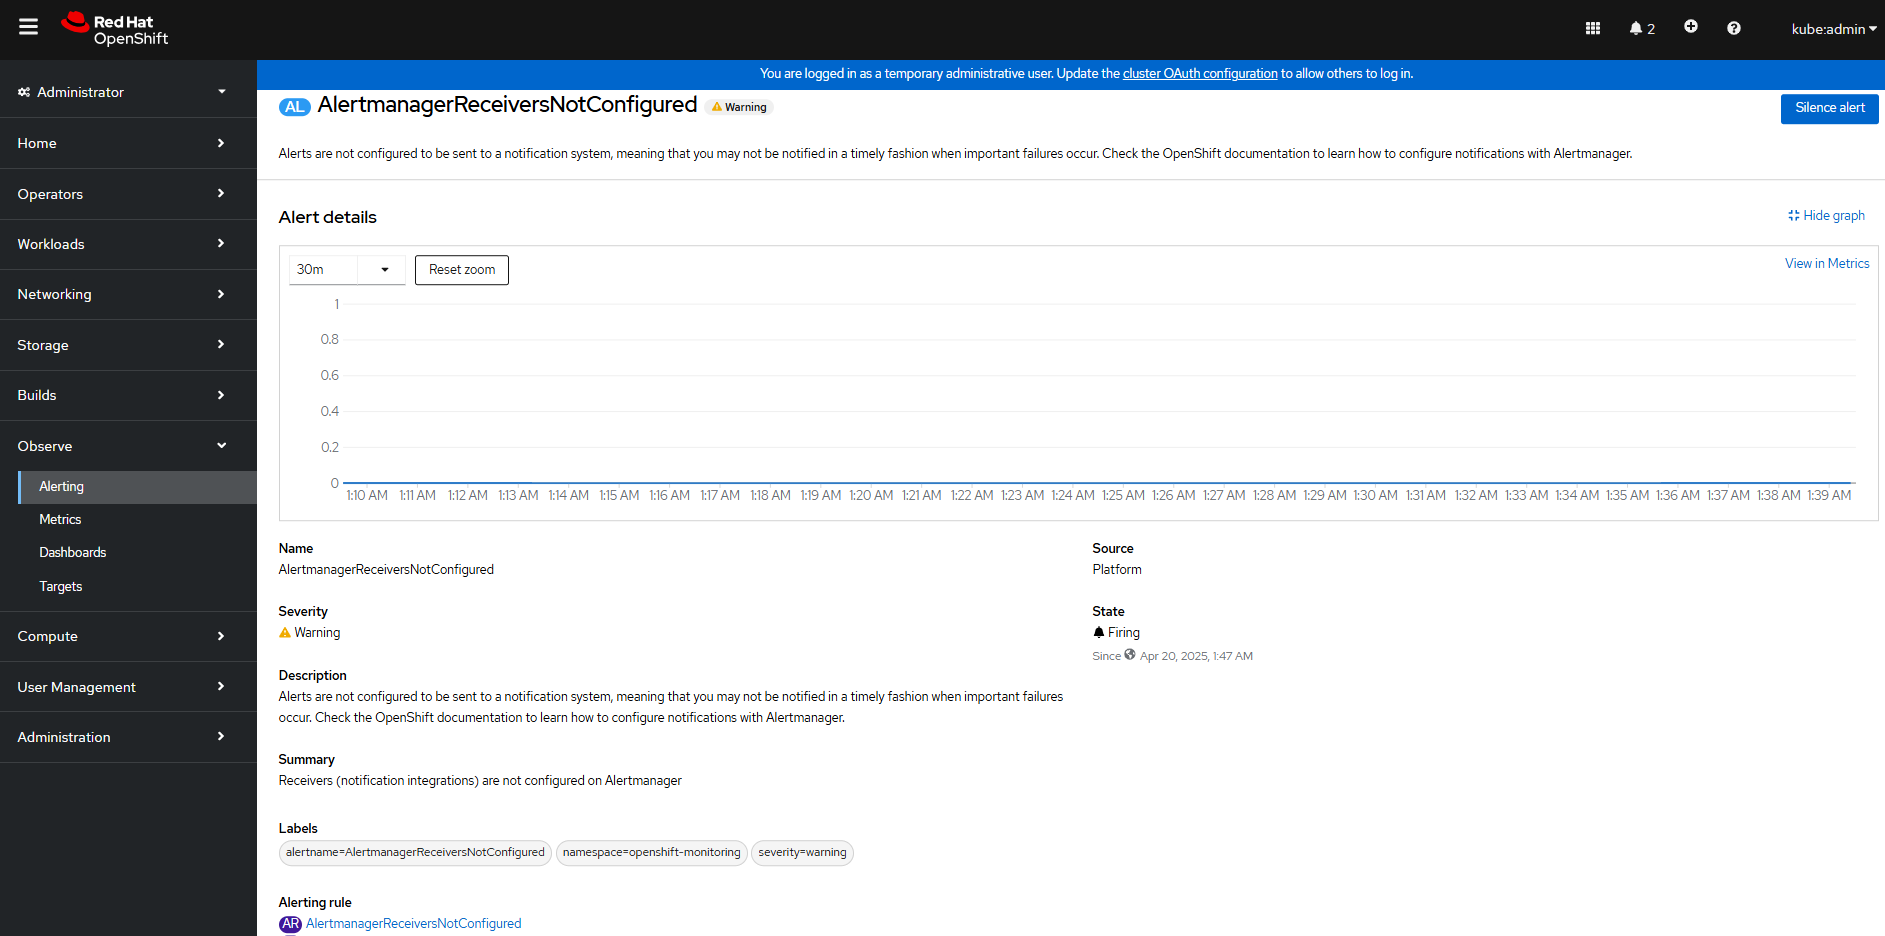 Red Hat
OpenShift
2
kube:admin
Administrator
Home
Operators
Workloads
Networking
Storage
Builds
Observe
Alerting
Metrics
Dashboards
Targets
Compute
User Management
Administration
You are logged in as a temporary administrative user. Update the cluster OAuth configuration to allow others to log in.
AL AlertmanagerReceiversNotConfigured Warning
Silence alert
Alerts are not configured to be sent to a notification system, meaning that you may not be notified in a timely fashion when important failures occur. Check the OpenShift documentation to learn how to configure notifications with Alertmanager.
Alert details
Hide graph
30m
Reset zoom
View in Metrics
1
0.8
0.6
0.4
0.2
0
1:10 AM 1:11 AM 1:12 AM 1:13 AM 1:14 AM 1:15 AM 1:16 AM 1:17 AM 1:18 AM 1:19 AM 1:20 AM 1:21 AM 1:22 AM 1:23 AM 1:24 AM 1:25 AM 1:26 AM 1:27 AM 1:28 AM 1:29 AM 1:30 AM 1:31 AM 1:32 AM 1:33 AM 1:34 AM 1:35 AM 1:36 AM 1:37 AM 1:38 AM 1:39 AM
Name
AlertmanagerReceiversNotConfigured
Severity
Warning
Description
Alerts are not configured to be sent to a notification system, meaning that you may not be notified in a timely fashion when important failures
occur. Check the OpenShift documentation to learn how to configure notifications with Alertmanager.
Summary
Receivers (notification integrations) are not configured on Alertmanager
Labels
alertname=AlertmanagerReceiversNotConfigured namespace=openshift-monitoring severity=warning
Alerting rule
AR AlertmanagerReceiversNotConfigured
Source
Platform
State
Firing
Since Apr 20, 2025, 1:47 AM